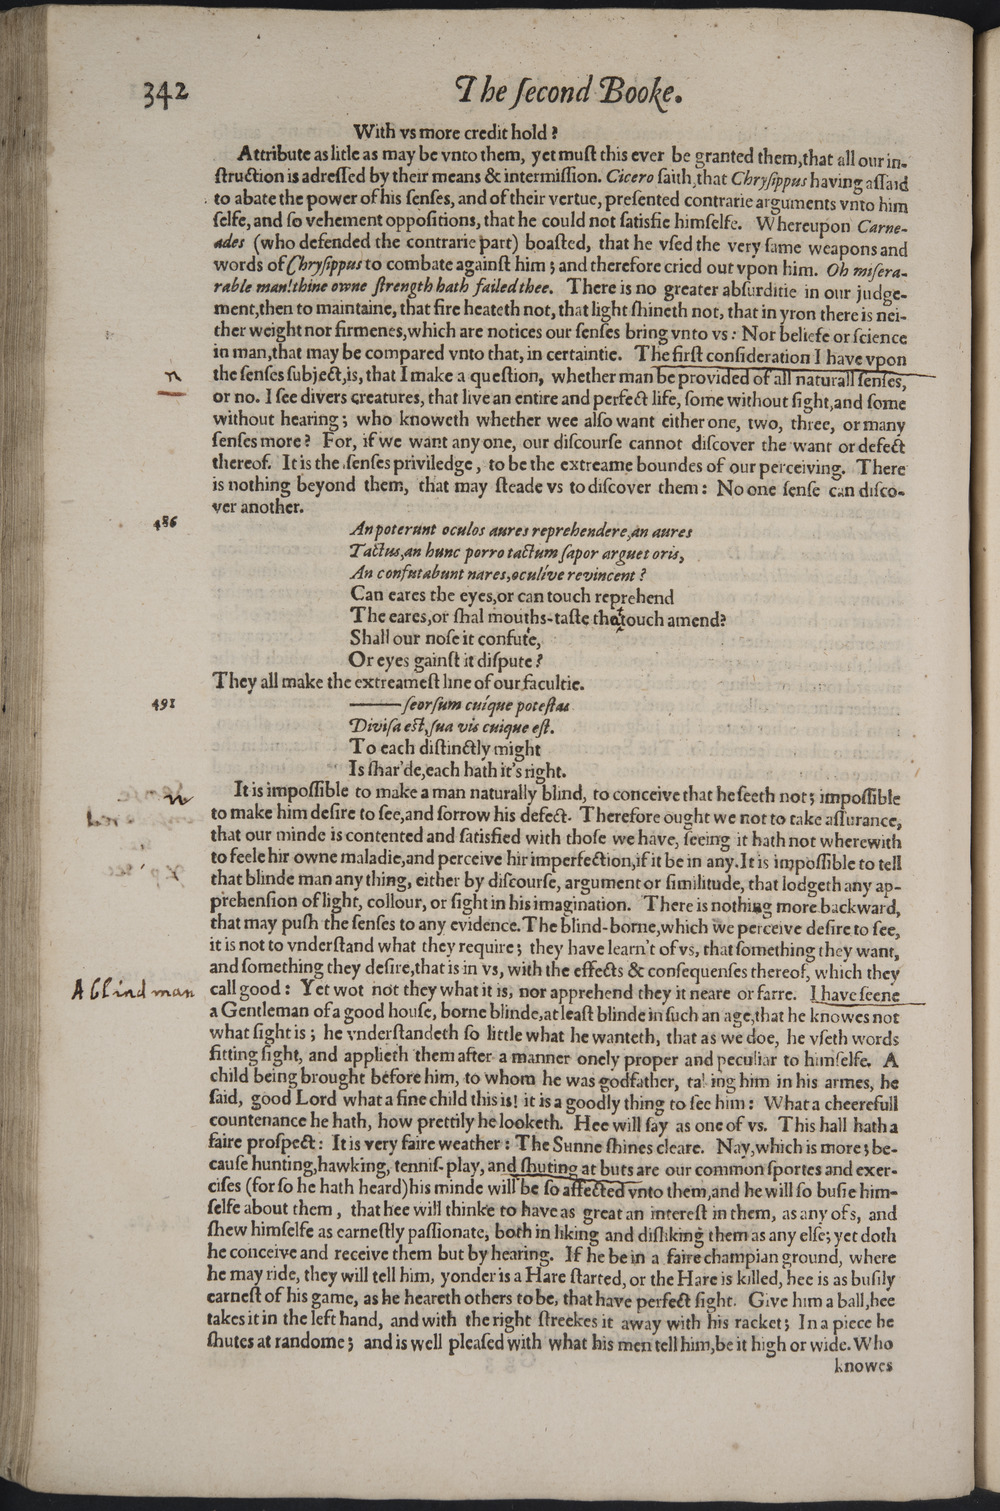 342
The ſecond Booke.
With vs more credit hold?
Attribute as litle as may be vnto them, yet muſt this ever be granted them, that all our in-
ſtruction is adreſſed by their means & intermiſſion. Cicero ſaith, that Chryſippus having aſſaid
to abate the power of his ſenſes, and of their vertue, preſented contrarie arguments vnto him
ſelfe, and ſo vehement oppoſitions, that he could not ſatisfie himſelfe. Whereupon Carne-
ades (who defended the contrarie part) boaſted, that he vſed the very ſame weapons and
words of Chryſippus to combate againſt him; and therefore cried out vpon him. Oh miſera-
rable man! thine owne ſtrength hath failed thee. There is no greater abſurditie in our judge-
ment, then to maintaine, that fire heateth not, that light ſhineth not, that in yron there is nei-
ther weight nor firmenes, which are notices our ſenſes bring vnto vs: Nor beliefe or ſcience
in man, that may be compared vnto that, in certaintie. The firſt conſideration I have vpon
n the ſenſes ſubject, is, that I make a queſtion, whether man be provided of all naturall ſenſes,
or no. I ſee divers creatures, that live an entire and perfect life, ſome without ſight, and ſome
without hearing; who knoweth whether wee alſo want either one, two, three, or many
ſenſes more? For, if we want any one, our diſcourſe cannot diſcover the want or defect
thereof. It is the ſenſes priviledge, to be the extreame boundes of our perceiving. There
is nothing beyond them, that may ſteade vs to diſcover them: No one ſenſe can diſco-
ver another.
486 An poterunt oculos aures reprehendere, an aures
Tactus, an hunc porro tactum ſapor arguet oris,
An confutabunt nares, oculíve revincent?
Can eares the eyes, or can touch reprehend
The eares, or ſhal mouths-taſte that touch amend?
Shall our noſe it confute,
Or eyes gainſt it diſpute?
They all make the extreameſt line of our facultie.
491 ——ſeorſum cuíque poteſtas
Diviſa eſt, ſua vis cuique eſt.
To each diſtinctly might
Is ſhar'de, each hath it's right.
It is impoſſible to make a man naturally blind, to conceive that he ſeeth not; impoſſible
to make him deſire to ſee, and ſorrow his defect. Therefore ought we not to take aſſurance,
that our minde is contented and ſatisfied with thoſe we have, ſeeing it hath not wherewith
to feele hir owne maladie, and perceive hir imperfection, if it be in any. It is impoſſible to tell
that blinde man any thing, either by diſcourſe, argument or ſimilitude, that lodgeth any ap-
prehenſion of light, collour, or ſight in his imagination. There is nothing more backward,
that may puſh the ſenſes to any evidence. The blind-borne, which we perceive deſire to ſee,
it is not to vnderſtand what they require; they have learn't of vs, that ſomething they want,
and ſomething they deſire, that is in vs, with the effects & conſequenſes thereof, which they
A blind man call good: Yet wot not they what it is, nor apprehend they it neare or farre. I have ſeene
a Gentleman of a good houſe, borne blinde, at leaſt blinde in ſuch an age, that he knowes not
what ſight is; he vnderſtandeth ſo little what he wanteth, that as we doe, he vſeth words
fitting ſight, and applieth them after a manner onely proper and peculiar to himſelfe. A
child being brought before him, to whom he was godfather, taking him in his armes, he
ſaid, good Lord what a fine child this is! it is a goodly thing to ſee him: What a cheerefull
countenance he hath, how prettily he looketh. Hee will ſay as one of vs. This hall hath a
faire proſpect: It is very faire weather: The Sunne ſhines cleare. Nay, which is more; be-
cauſe hunting, hawking, tennis-play, and ſhuting at buts are our common ſportes and exer-
ciſes (for ſo he hath heard) his minde will be ſo affected vnto them, and he will ſo buſie him-
ſelfe about them, that hee will thinke to have as great an intereſt in them, as any of s, and
ſhew himſelfe as earneſtly paſſionate, both in liking and diſliking them as any elſe; yet doth
he conceive and receive them but by hearing. If he be in a faire champian ground, where
he may ride, they will tell him, yonder is a Hare ſtarted, or the Hare is killed, hee is as buſily
earneſt of his game, as he heareth others to be, that have perfect ſight. Give him a ball, hee
takes it in the left hand, and with the right ſtreekes it away with his racket; In a piece he
ſhutes at randome; and is well pleaſed with what his men tell him, be it high or wide. Who
knowes